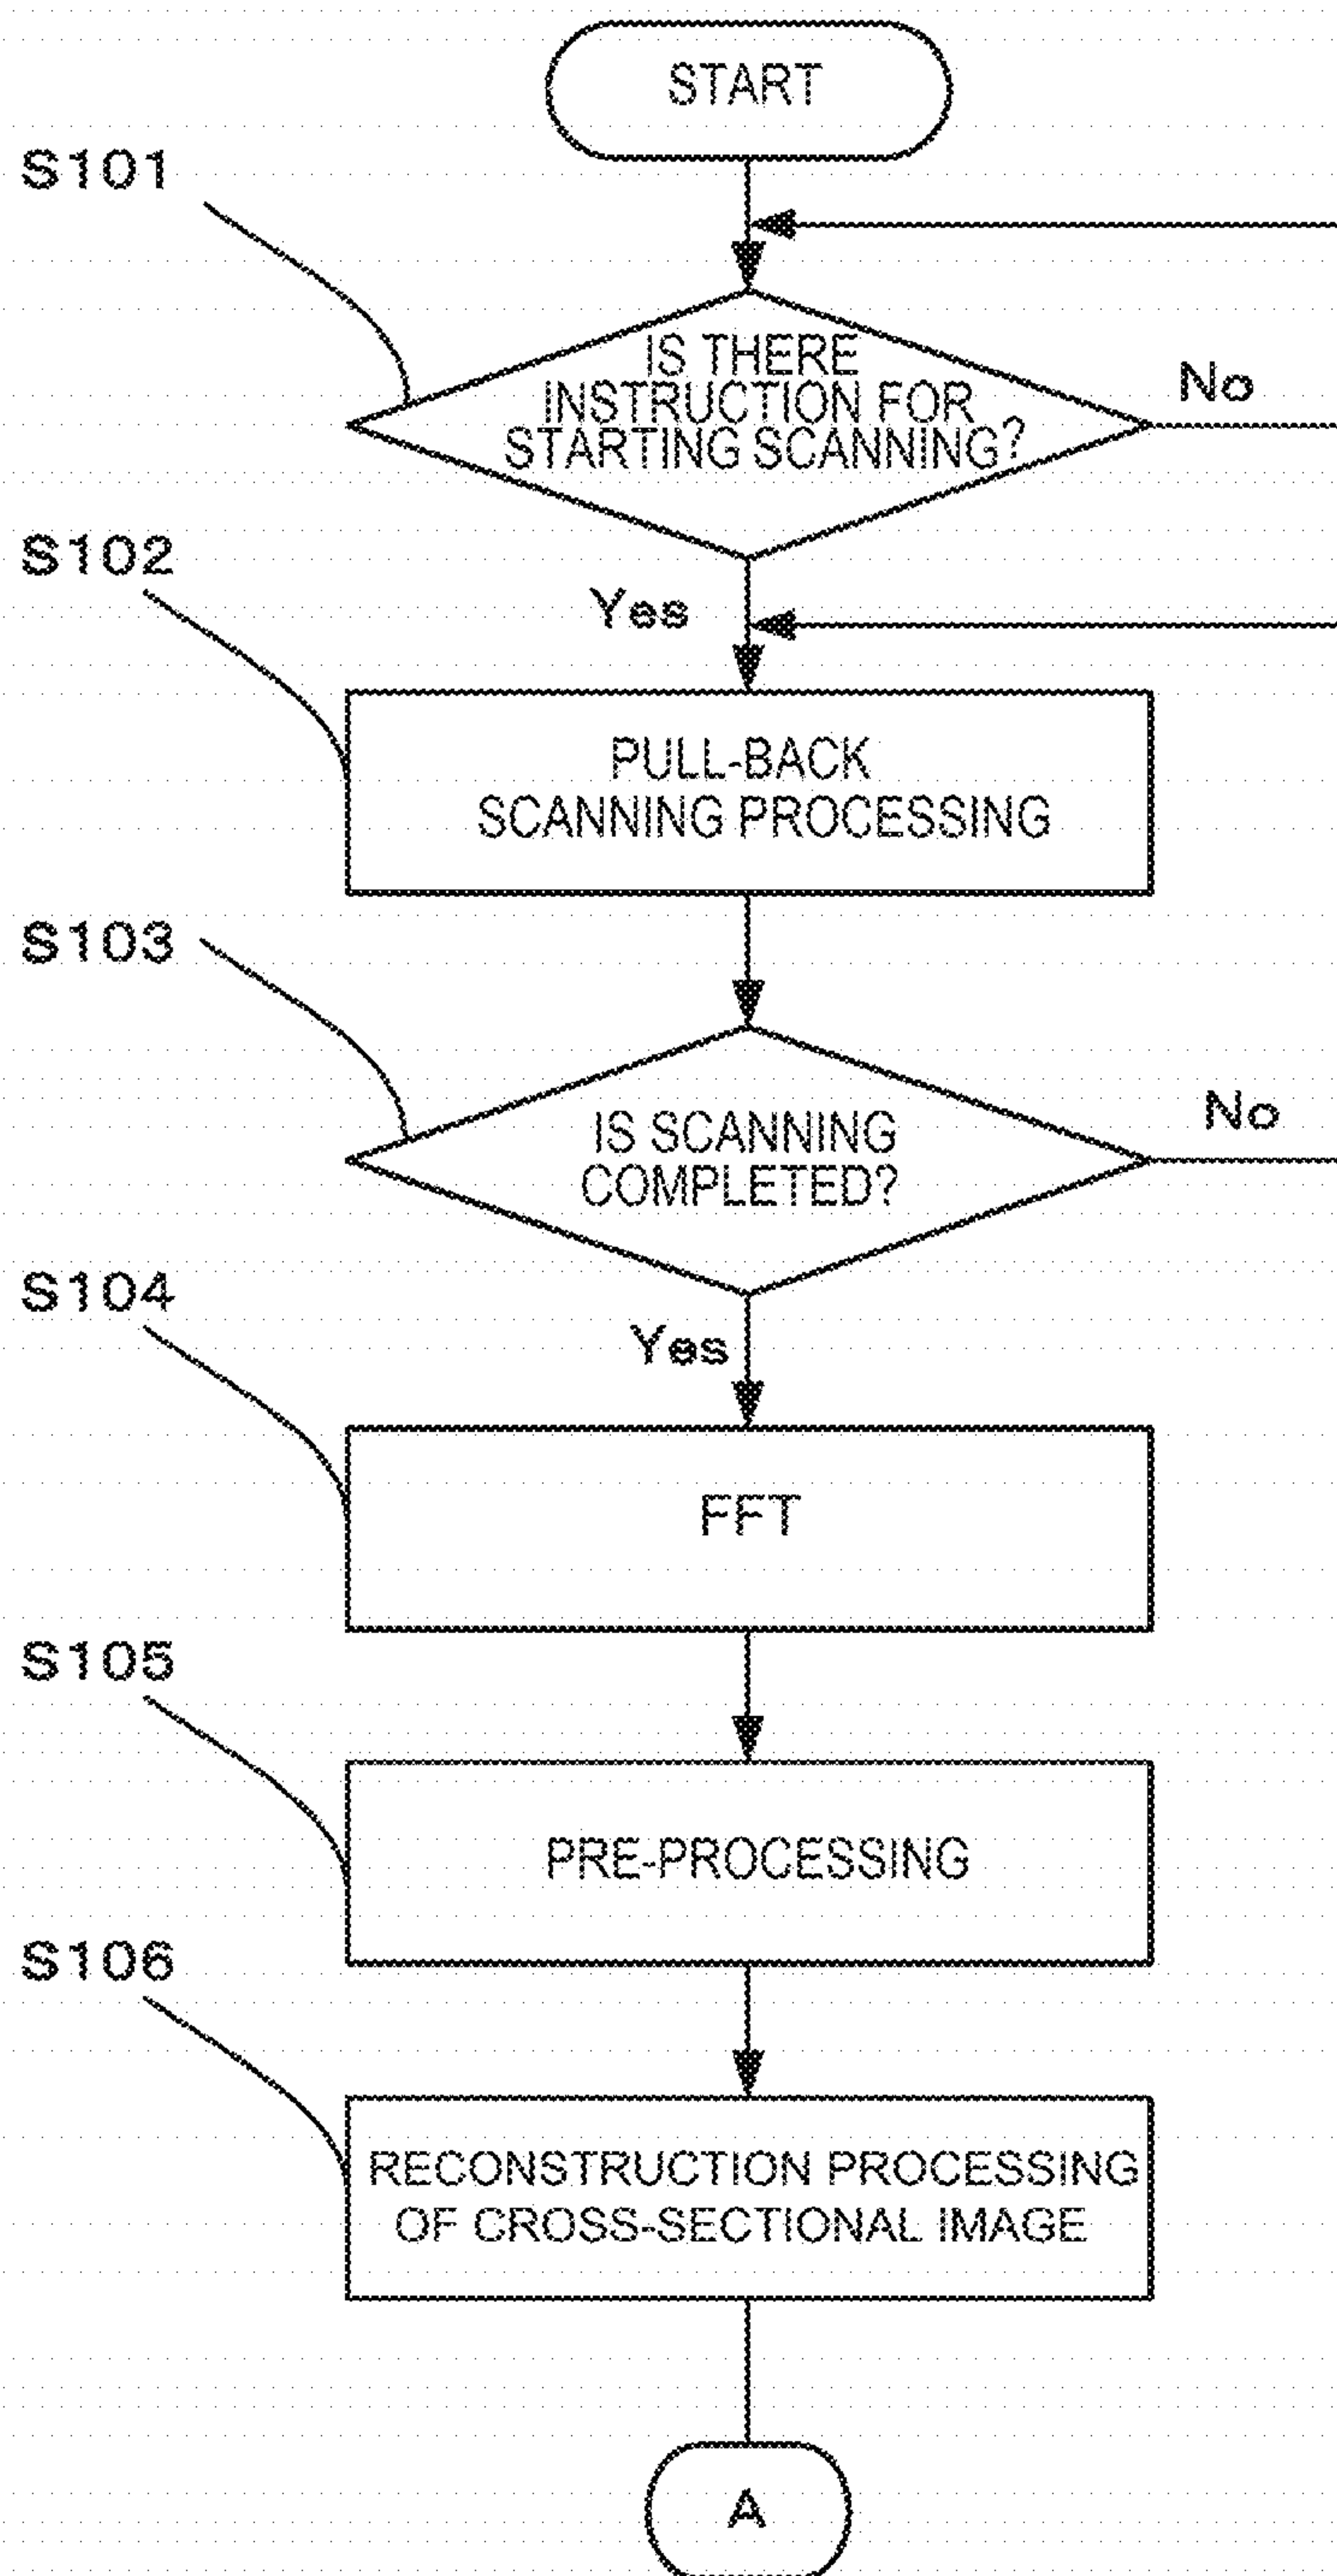 START
S101
IS THERE
INSTRUCTION FOR
STARTING SCANNING?
No
S102
Yes
PULL-BACK
SCANNING PROCESSING
S103
IS SCANNING
COMPLETED?
No
S104
Yes
FFT
S105
PRE-PROCESSING
S106
RECONSTRUCTION PROCESSING
OF CROSS-SECTIONAL IMAGE
A